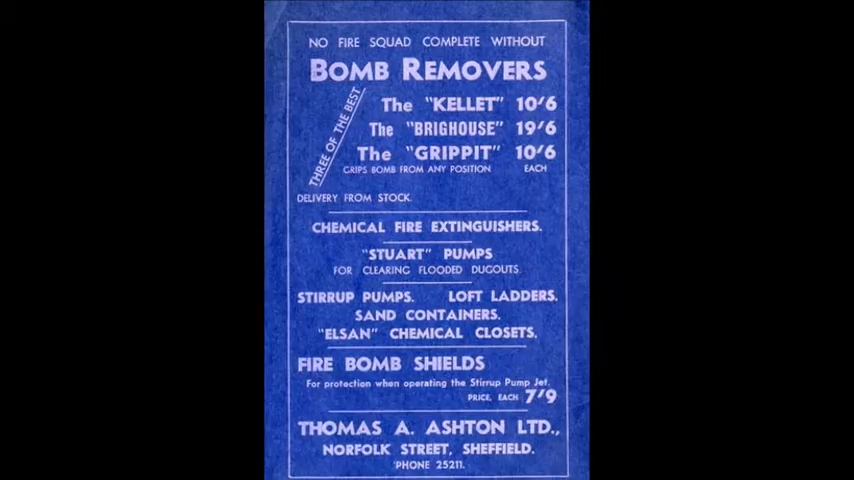 NO FIRE SQUAD COMPLETE WITHOUT
BOMB REMOVERS
THREE OF THE BEST
The "KELLET" 10/6
The "BRIGHOUSE" 19/6
The "GRIPPIT" 10/6
GRIPS BOMB FROM ANY POSITION EACH
DELIVERY FROM STOCK.
CHEMICAL FIRE EXTINGUISHERS.
"STUART" PUMPS
FOR CLEARING FLOODED DUGOUTS
STIRRUP PUMPS. LOFT LADDERS.
SAND CONTAINERS.
"ELSAN" CHEMICAL CLOSETS.
FIRE BOMB SHIELDS
For protection when operating the Stirrup Pump Jet.
PRICE, EACH 7/9
THOMAS A. ASHTON LTD.,
NORFOLK STREET, SHEFFIELD.
'PHONE 25211.